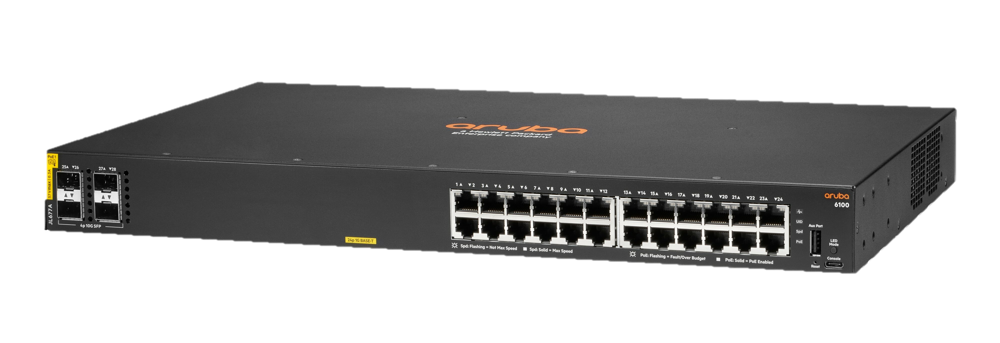 aruba
a Hewlett Packard
Enterprise company
PoE 1
57Vmax | 0.3A
JL677A
25▲ ▼26
27▲ ▼28
▲▼
▲▼
4p 10G SFP
24p 1G BASE-T
1▲ ▼2 3▲ ▼4 5▲ ▼6 7▲ ▼8 9▲ ▼10 11▲ ▼12
13▲ ▼14 15▲ ▼16 17▲ ▼18 19▲ ▼20 21▲ ▼22 23▲ ▼24
Spd: Flashing = Not Max Speed
Spd: Solid = Max Speed
PoE: Flashing = Fault/Over Budget
PoE: Solid = PoE Enabled
UID
Spd
PoE
aruba
6100
Aux Port
Reset
LED
Mode
Console